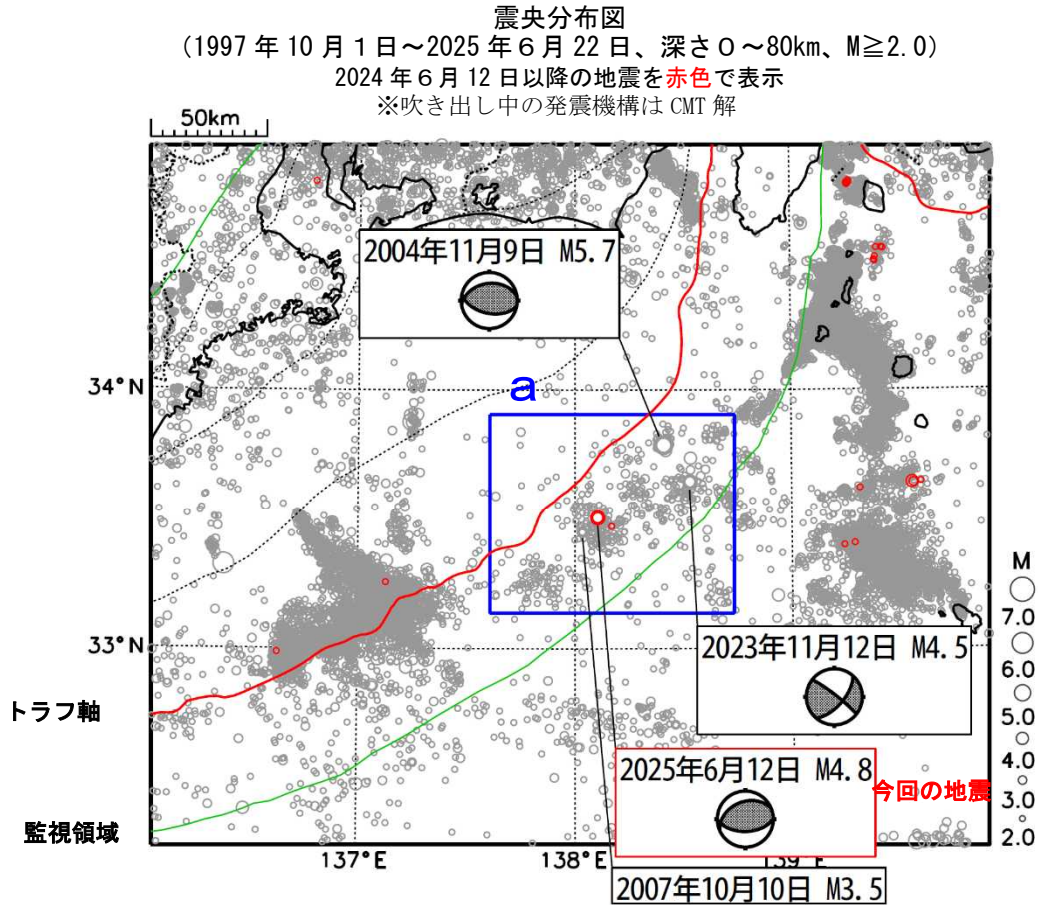 震央分布図
(1997年10月1日～2025年6月22日、深さ0～80km、M≧2.0)
2024年6月12日以降の地震を赤色で表示
※吹き出し中の発震機構はCMT解
50km
2004年11月9日 M5.7
34°N
a
33°N
2023年11月12日 M4.5
トラフ軸
2025年6月12日 M4.8
今回の地震
監視領域
137°E
138°E
139°E
2007年10月10日 M3.5
M
7.0
6.0
5.0
4.0
3.0
2.0